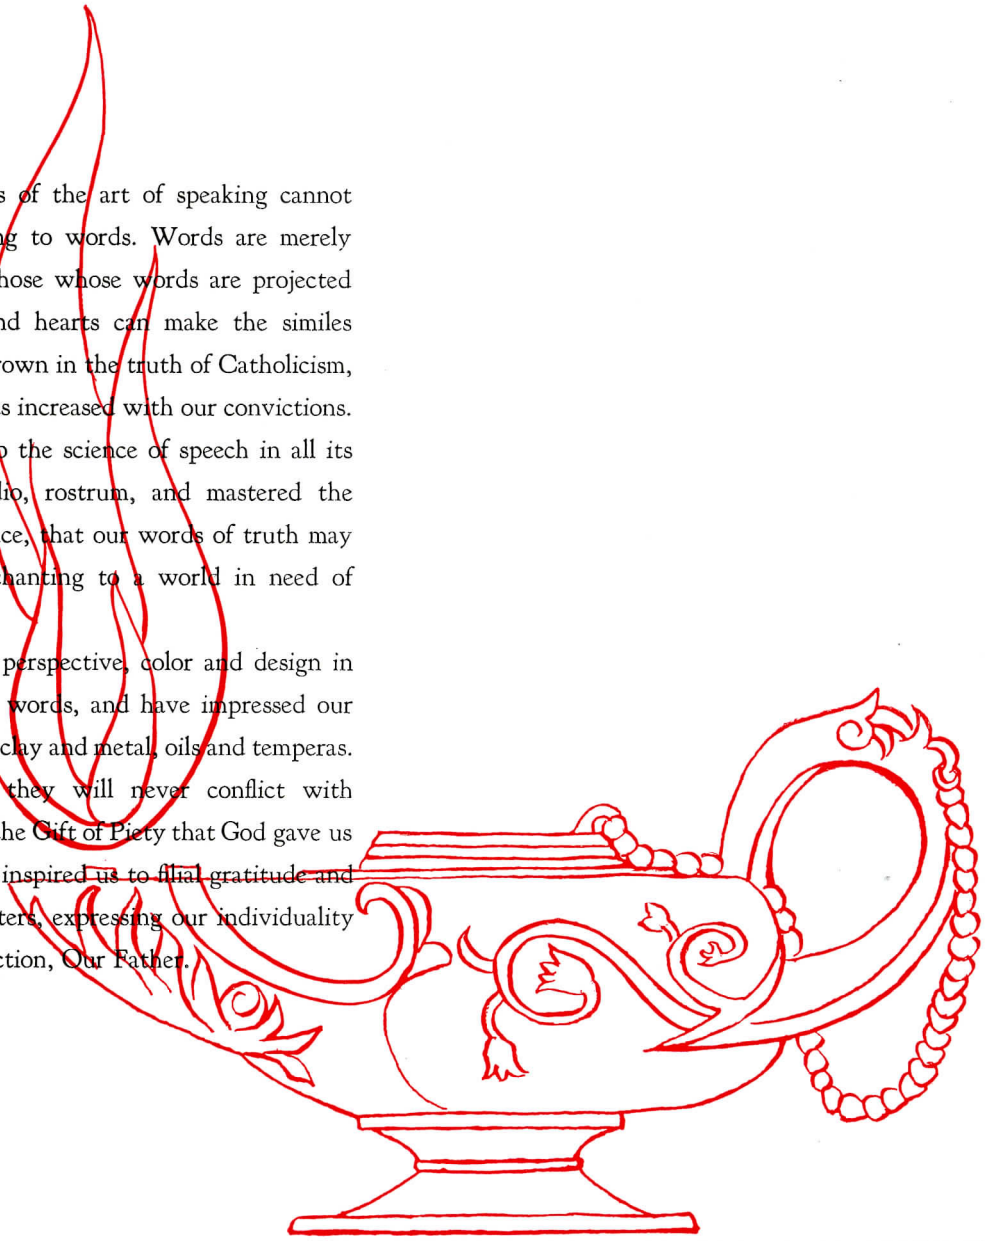 s of the art of speaking cannot
ng to words. Words are merely
hose whose words are projected
nd hearts can make the similes
rown in the truth of Catholicism,
s increased with our convictions.
o the science of speech in all its
dio, rostrum, and mastered the
ce, that our words of truth may
chanting to a world in need of
perspective, color and design in
words, and have impressed our
clay and metal, oils and temperas.
they will never conflict with
the Gift of Piety that God gave us
inspired us to filial gratitude and
ters, expressing our individuality
ction, Our Father.